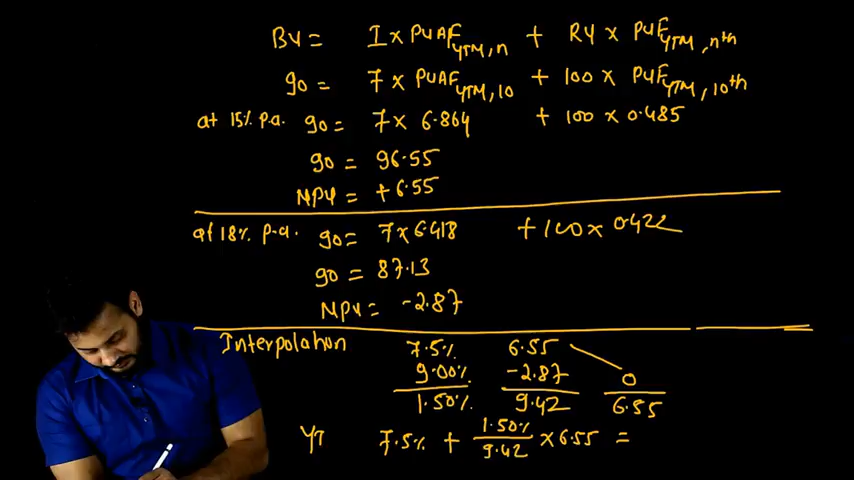 BV = I x PVAF YTM, n + RV x PVF YTM, nth
90 = 7 x PVAF YTM, 10 + 100 x PVF YTM, 10th
at 15% p.a. 90 = 7 x 6.864 + 100 x 0.485
90 = 96.55
NPV = +6.55
at 18% p.a. 90 = 7 x 6.418 + 100 x 0.422
90 = 87.13
NPV = -2.87
Interpolation 7.5% 6.55
9.00% -2.87 0
1.50% 9.42 6.55
YT 7.5% + 1.50% / 9.42 x 6.55 =